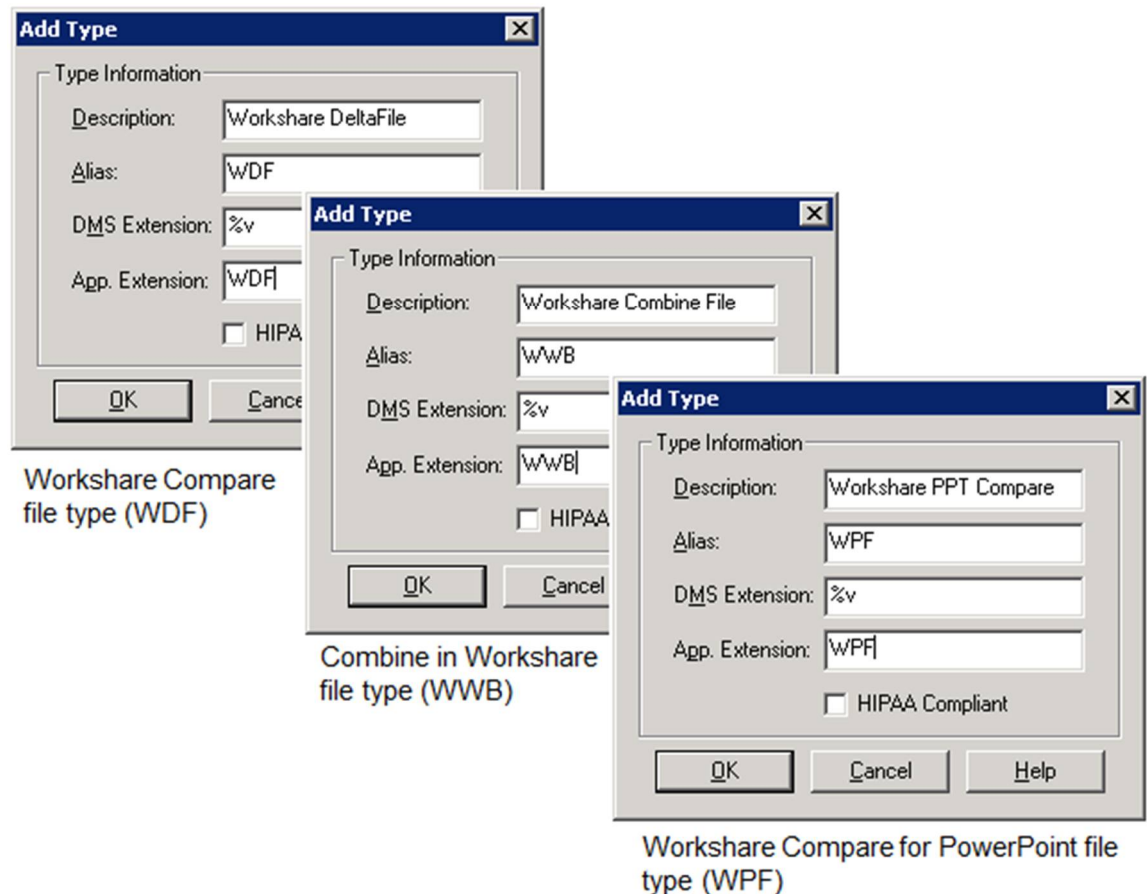 Add Type
Type Information
Description: Workshare DeltaFile
Alias: WDF
DMS Extension: %v
App. Extension: WDF
HIPAA
OK Cance
Workshare Compare
file type (WDF)
Add Type
Type Information
Description: Workshare Combine File
Alias: WWB
DMS Extension: %v
App. Extension: WWB
HIPAA
OK Cancel
Combine in Workshare
file type (WWB)
Add Type
Type Information
Description: Workshare PPT Compare
Alias: WPF
DMS Extension: %v
App. Extension: WPF
HIPAA Compliant
OK Cancel Help
Workshare Compare for PowerPoint file
type (WPF)